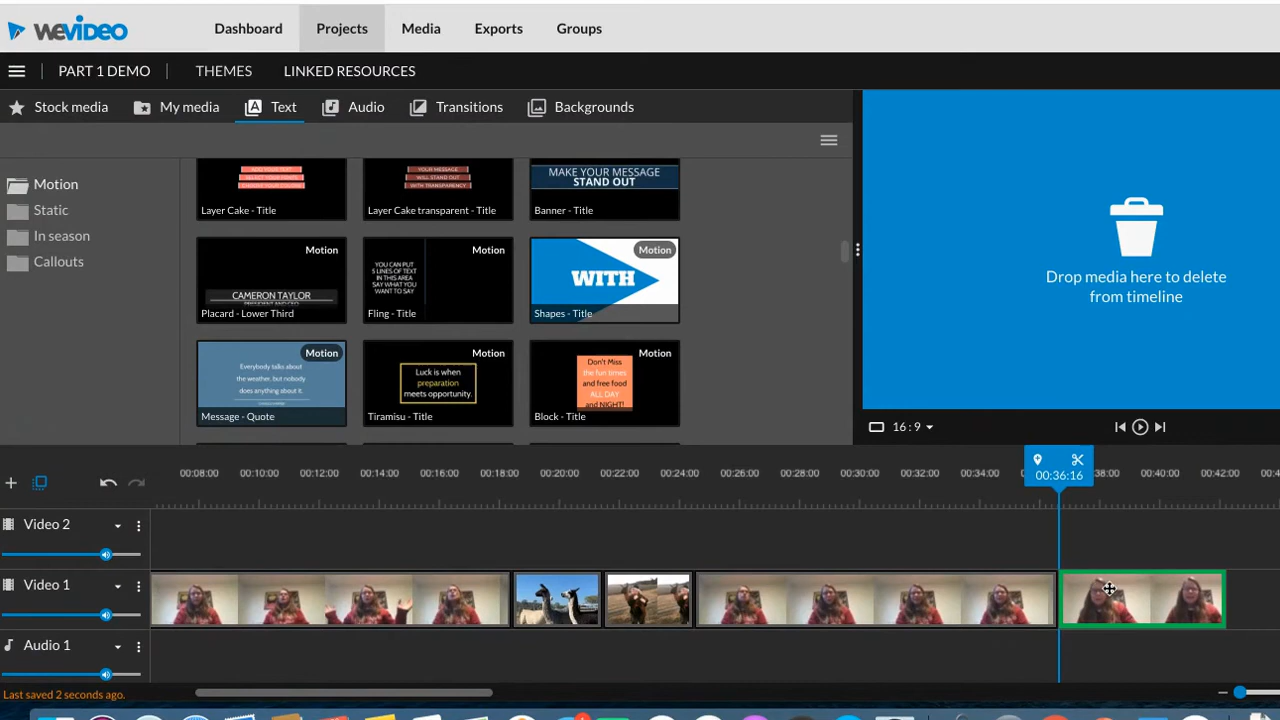 WEVIDEO
Dashboard
Projects
Media
Exports
Groups
PART 1 DEMO
THEMES
LINKED RESOURCES
Stock media
My media
Text
Audio
Transitions
Backgrounds
Motion
Static
In season
Callouts
YOUR MESSAGE
WILL STAND OUT
WITH TRANSPARENCY
MAKE YOUR MESSAGE
STAND OUT
Layer Cake - Title
Layer Cake transparent - Title
Banner - Title
Motion
CAMERON TAYLOR
Placard - Lower Third
Motion
YOU CAN PUT
5 LINES OF TEXT
IN THIS AREA
SAY WHAT YOU
WANT TO SAY
Fling - Title
Motion
WITH
Shapes - Title
Motion
Everybody talks about
the weather, but nobody
does anything about it.
Message - Quote
Motion
Luck is when
preparation
meets opportunity.
Tiramisu - Title
Motion
Don't Miss
the fun times
and free food
ALL DAY
and NIGHT!
Block - Title
Drop media here to delete
from timeline
16 : 9
00:08:00
00:10:00
00:12:00
00:14:00
00:16:00
00:18:00
00:20:00
00:22:00
00:24:00
00:26:00
00:28:00
00:30:00
00:32:00
00:34:00
00:36:16
00:40:00
00:42:00
Video 2
Video 1
Audio 1
Last saved 2 seconds ago.